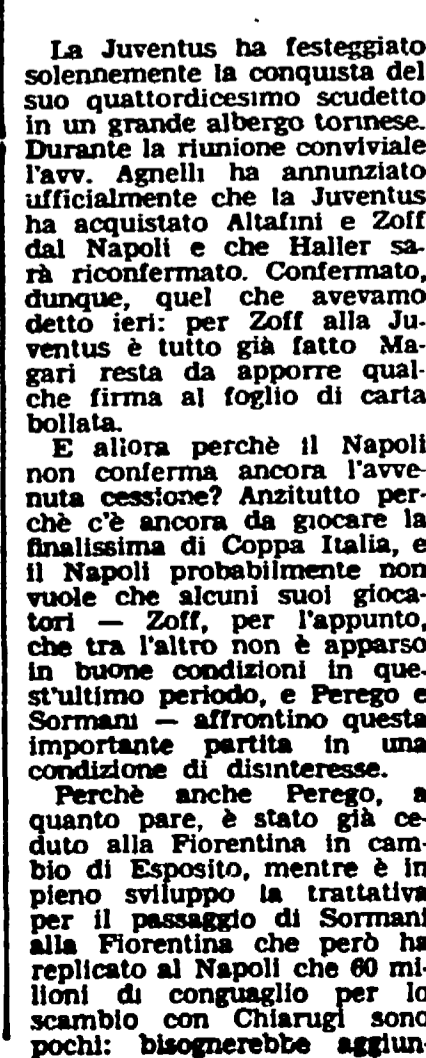 La Juventus ha festeggiato
solennemente la conquista del
suo quattordicesimo scudetto
in un grande albergo torinese.
Durante la riunione conviviale
l'avv. Agnelli ha annunziato
ufficialmente che la Juventus
ha acquistato Altafini e Zoff
dal Napoli e che Haller sa-
rà riconfermato. Confermato,
dunque, quel che avevamo
detto ieri: per Zoff alla Ju-
ventus è tutto già fatto Ma-
gari resta da apporre qual-
che firma al foglio di carta
bollata.
E allora perchè il Napoli
non conferma ancora l'avve-
nuta cessione? Anzitutto per-
chè c'è ancora da giocare la
finalissima di Coppa Italia, e
il Napoli probabilmente non
vuole che alcuni suoi gioca-
tori — Zoff, per l'appunto,
che tra l'altro non è apparso
in buone condizioni in que-
st'ultimo periodo, e Perego e
Sormani — affrontino questa
importante partita in una
condizione di disinteresse.
Perchè anche Perego, a
quanto pare, è stato già ce-
duto alla Fiorentina in cam-
bio di Esposito, mentre è in
pieno sviluppo la trattativa
per il passaggio di Sormani
alla Fiorentina che però ha
replicato al Napoli che 60 mi-
lioni di conguaglio per lo
scambio con Chiarugi sono
pochi: bisognerebbe aggiun-